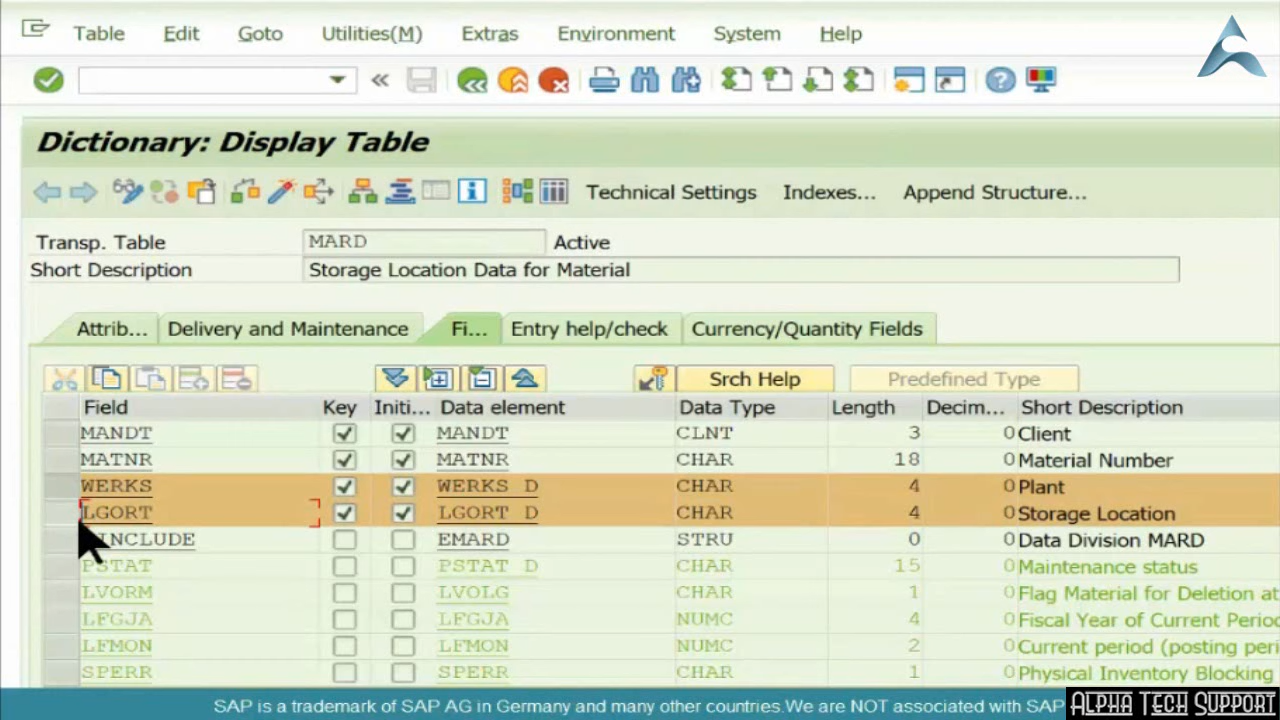 Table Edit Goto Utilities(M) Extras Environment System Help
Dictionary: Display Table
Technical Settings Indexes... Append Structure...
Transp. Table MARD Active
Short Description Storage Location Data for Material
Attrib... Delivery and Maintenance Fi... Entry help/check Currency/Quantity Fields
Srch Help Predefined Type
Field Key Initi... Data element Data Type Length Decim... Short Description
MANDT MANDT CLNT 3 0 Client
MATNR MATNR CHAR 18 0 Material Number
WERKS WERKS_D CHAR 4 0 Plant
LGORT LGORT_D CHAR 4 0 Storage Location
INCLUDE EMARD STRU 0 0 Data Division MARD
PSTAT PSTAT_D CHAR 15 0 Maintenance status
LVORM LVOLG CHAR 1 0 Flag Material for Deletion at
LFGJA LFGJA NUMC 4 0 Fiscal Year of Current
LFMON LFMON NUMC 2 0 Current period (posting
SPERR SPERR CHAR 1 0 Physical Inventory Blocking
SAP is a trademark of SAP AG in Germany and many other countries.We are NOT associated with SAP
Alpha Tech Support